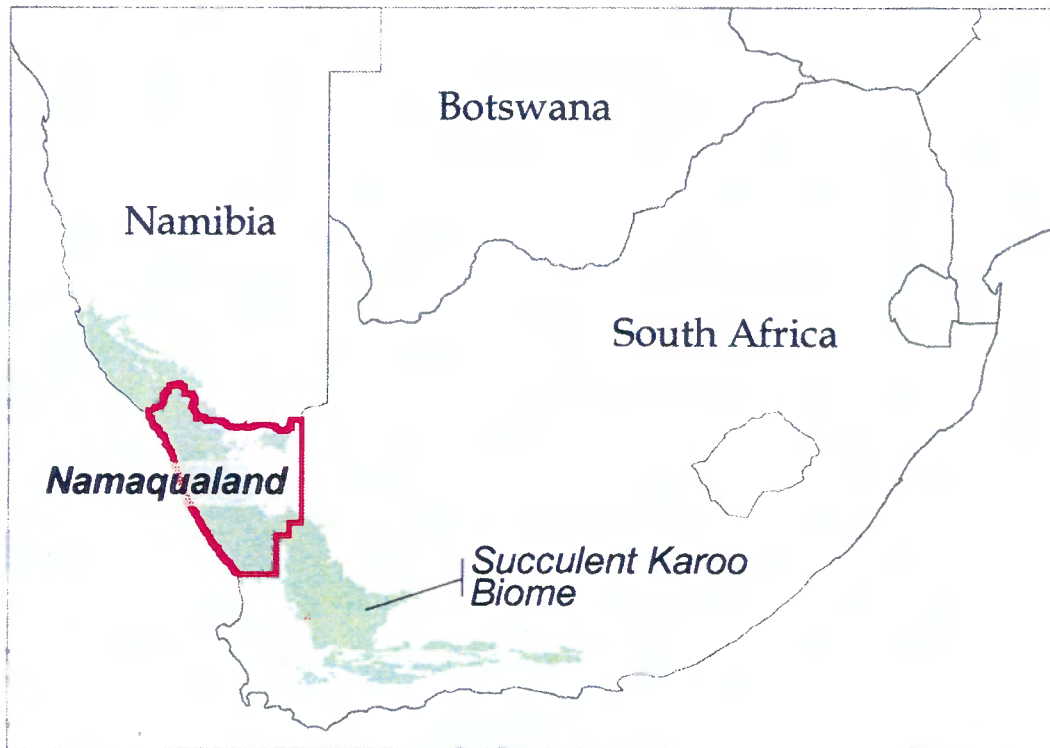 Botswana
Namibia
South Africa
Namaqualand
Succulent Karoo
Biome